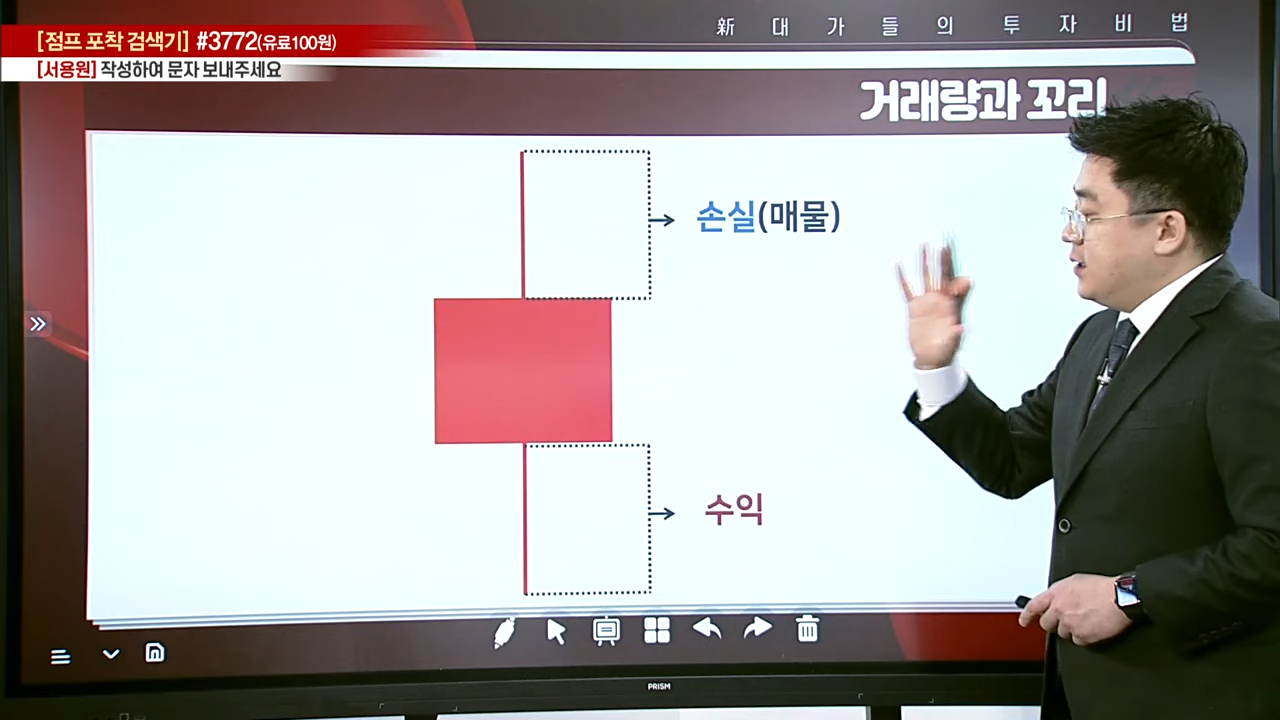 新 대 가 들 의 투 자 비 법
[점프 포착 검색기] #3772(유료100원)
[서용원] 작성하여 문자 보내주세요
거래량과 꼬리
손실(매물)
수익
PRISM